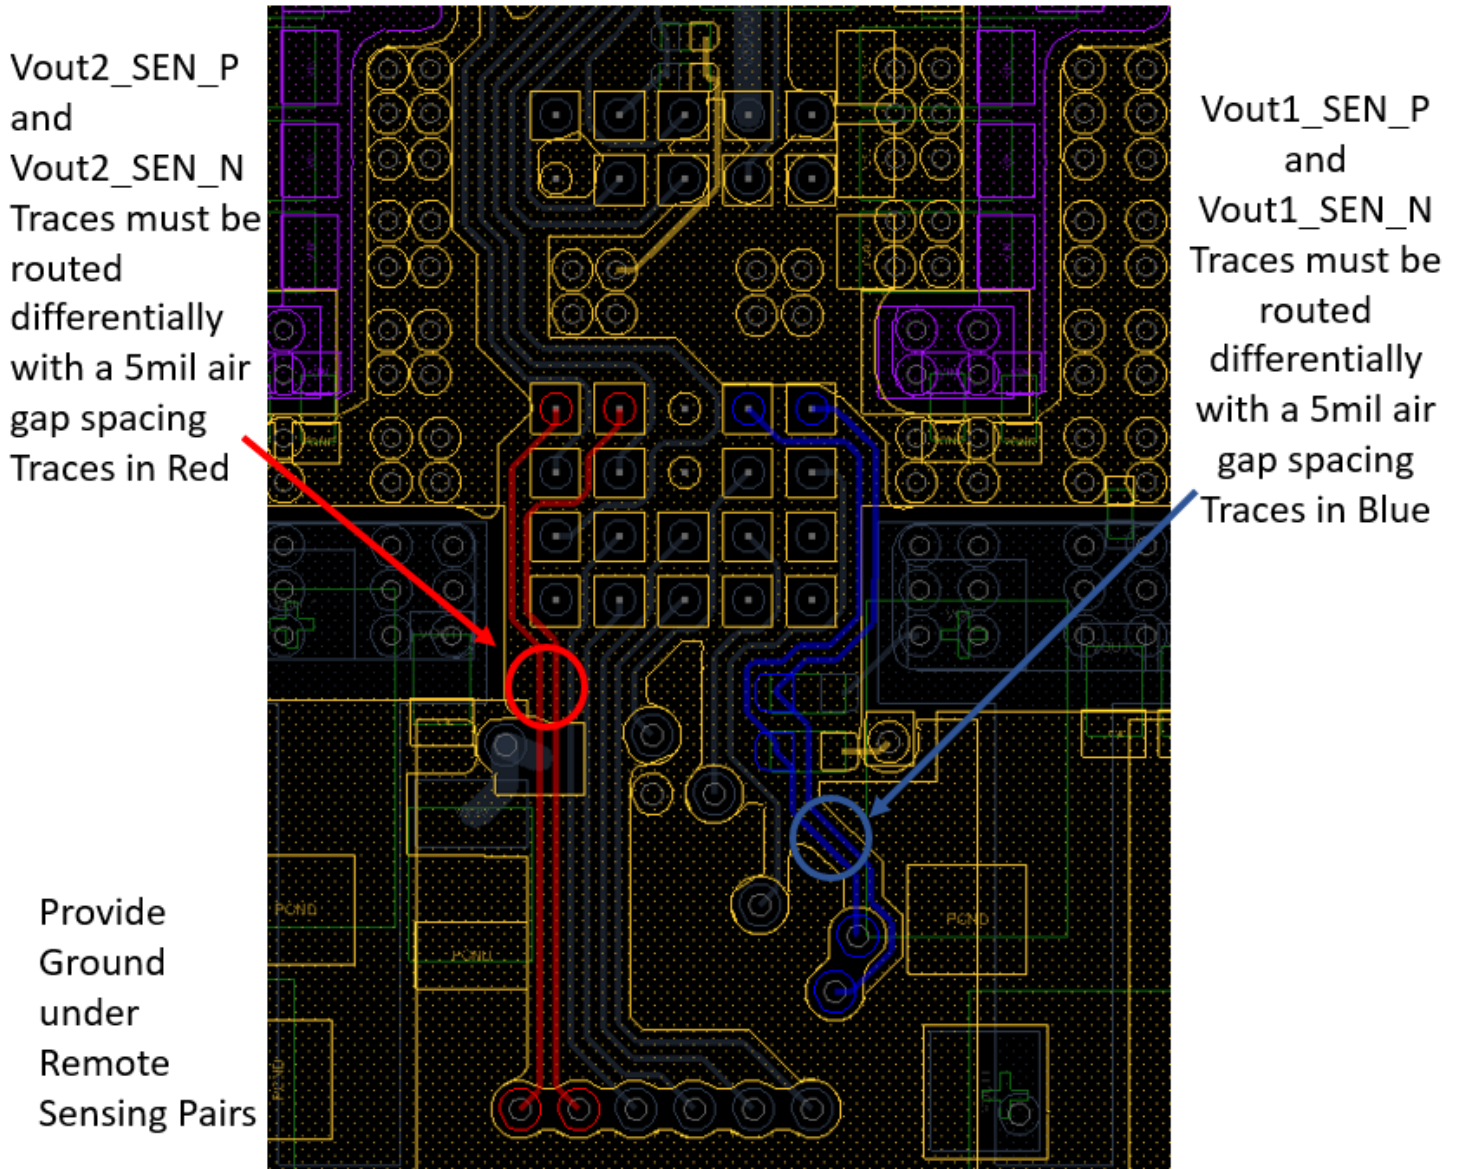 Vout2_SEN_P
and
Vout2_SEN_N
Traces must be
routed
differentially
with a 5mil air
gap spacing
Traces in Red
Vout1_SEN_P
and
Vout1_SEN_N
Traces must be
routed
differentially
with a 5mil air
gap spacing
Traces in Blue
Provide
Ground
under
Remote
Sensing Pairs
PGND
PGND
PGND
PGND